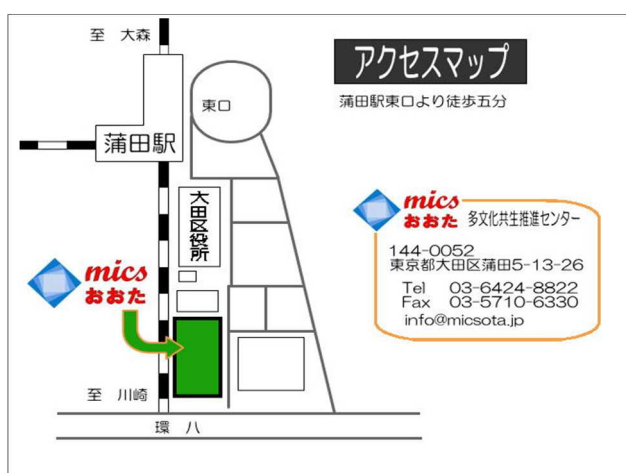 至 大森
アクセスマップ
蒲田駅東口より徒歩五分
東口
蒲田駅
大田区役所
mics
おおた 多文化共生推進センター
144-0052
東京都大田区蒲田5-13-26
Tel 03-6424-8822
Fax 03-5710-6330
info@micsota.jp
mics
おおた
至 川崎
環 八